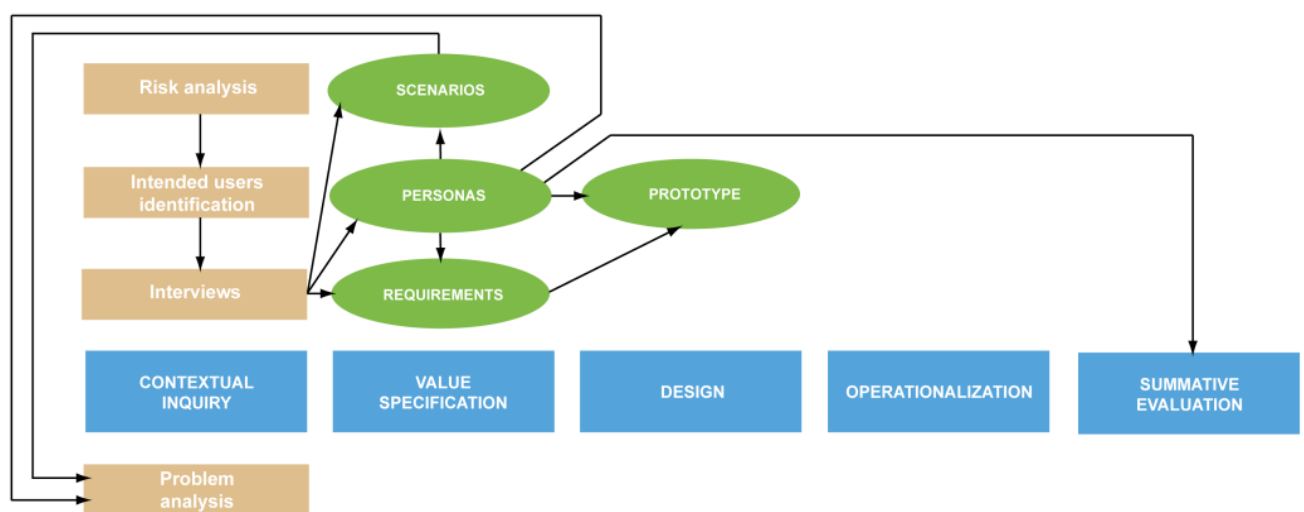 Risk analysis
SCENARIOS
Intended users
identification
PERSONAS
PROTOTYPE
Interviews
REQUIREMENTS
CONTEXTUAL
INQUIRY
VALUE
SPECIFICATION
DESIGN
OPERATIONALIZATION
SUMMATIVE
EVALUATION
Problem
analysis